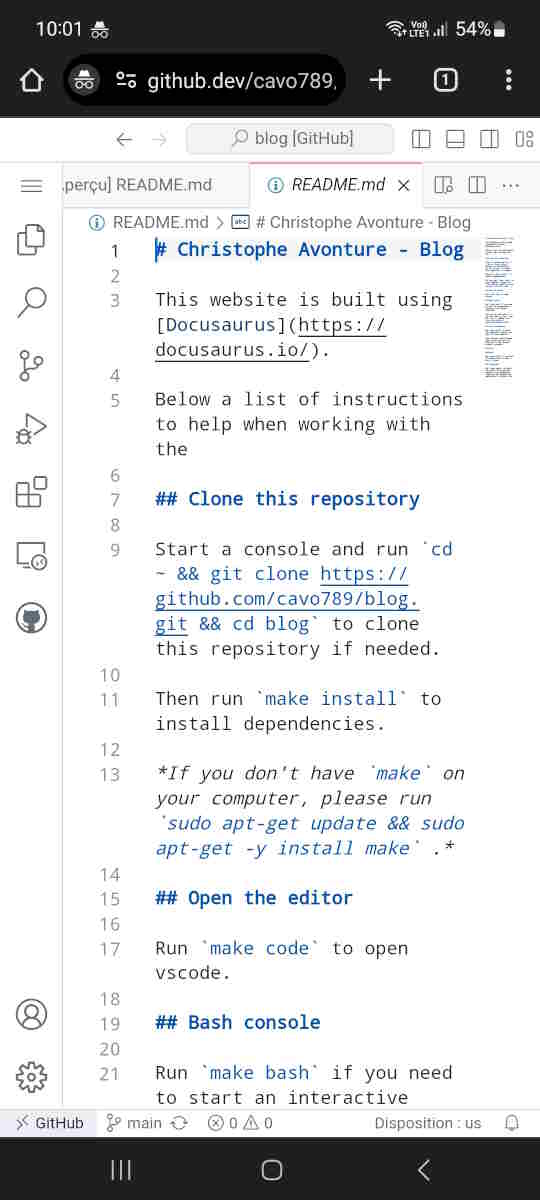 10:01
Vo))
LTE1
54%
github.dev/cavo789,
1
blog [GitHub]
perçu] README.md
README.md
README.md > abc # Christophe Avonture - Blog
1 # Christophe Avonture - Blog
2
3 This website is built using
[Docusaurus](https://
docusaurus.io/).
4
5 Below a list of instructions
to help when working with
the
6
7 ## Clone this repository
8
9 Start a console and run `cd
~ && git clone https://
github.com/cavo789/blog.
git && cd blog` to clone
this repository if needed.
10
11 Then run `make install` to
install dependencies.
12
13 *If you don't have `make` on
your computer, please run
`sudo apt-get update && sudo
apt-get -y install make` .*
14
15 ## Open the editor
16
17 Run `make code` to open
vscode.
18
19 ## Bash console
20
21 Run `make bash` if you need
to start an interactive
GitHub main 0 0 Disposition : us